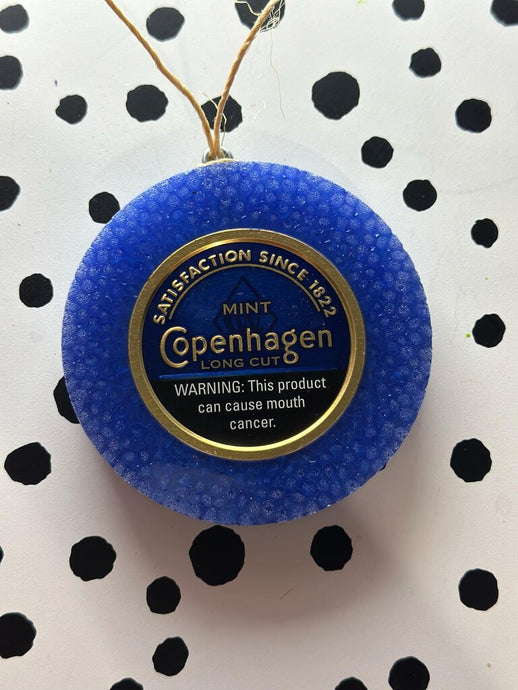 SATISFACTION SINCE 1822
MINT
Copenhagen
LONG CUT
WARNING: This product
can cause mouth
cancer.